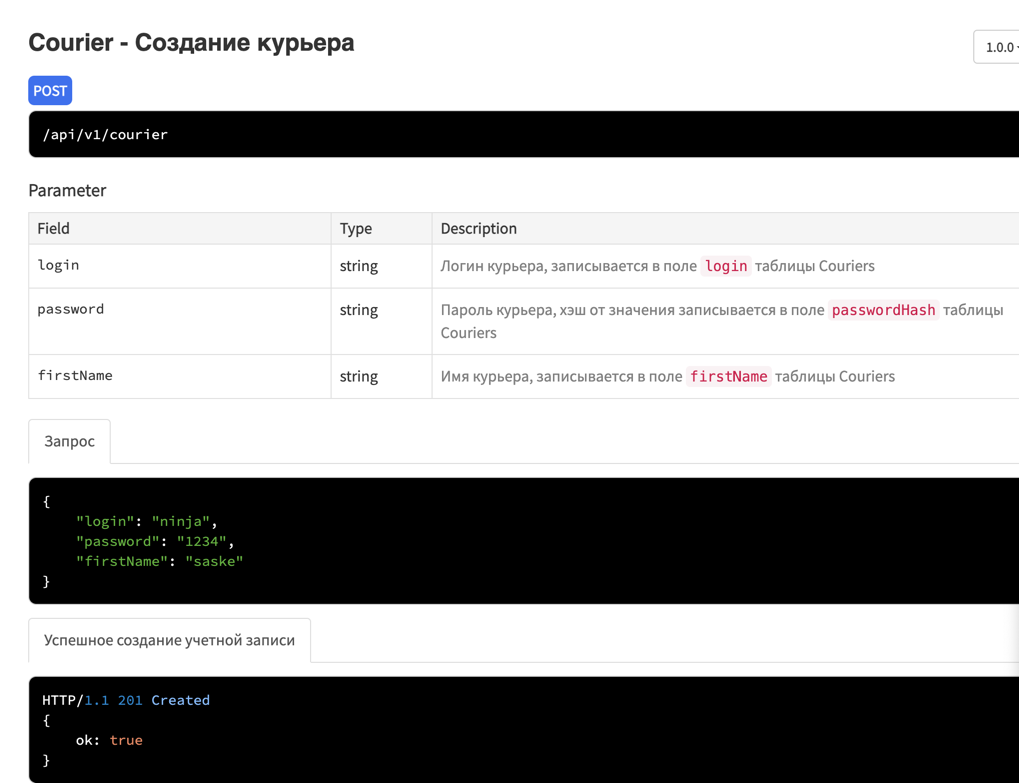 Courier - Создание курьера
1.0.0
POST
/api/v1/courier
Parameter
Field Type Description
login string Логин курьера, записывается в поле login таблицы Couriers
password string Пароль курьера, хэш от значения записывается в поле passwordHash таблицы
Couriers
firstName string Имя курьера, записывается в поле firstName таблицы Couriers
Запрос
{
    "login": "ninja",
    "password": "1234",
    "firstName": "saske"
}
Успешное создание учетной записи
HTTP/1.1 201 Created
{
    ok: true
}